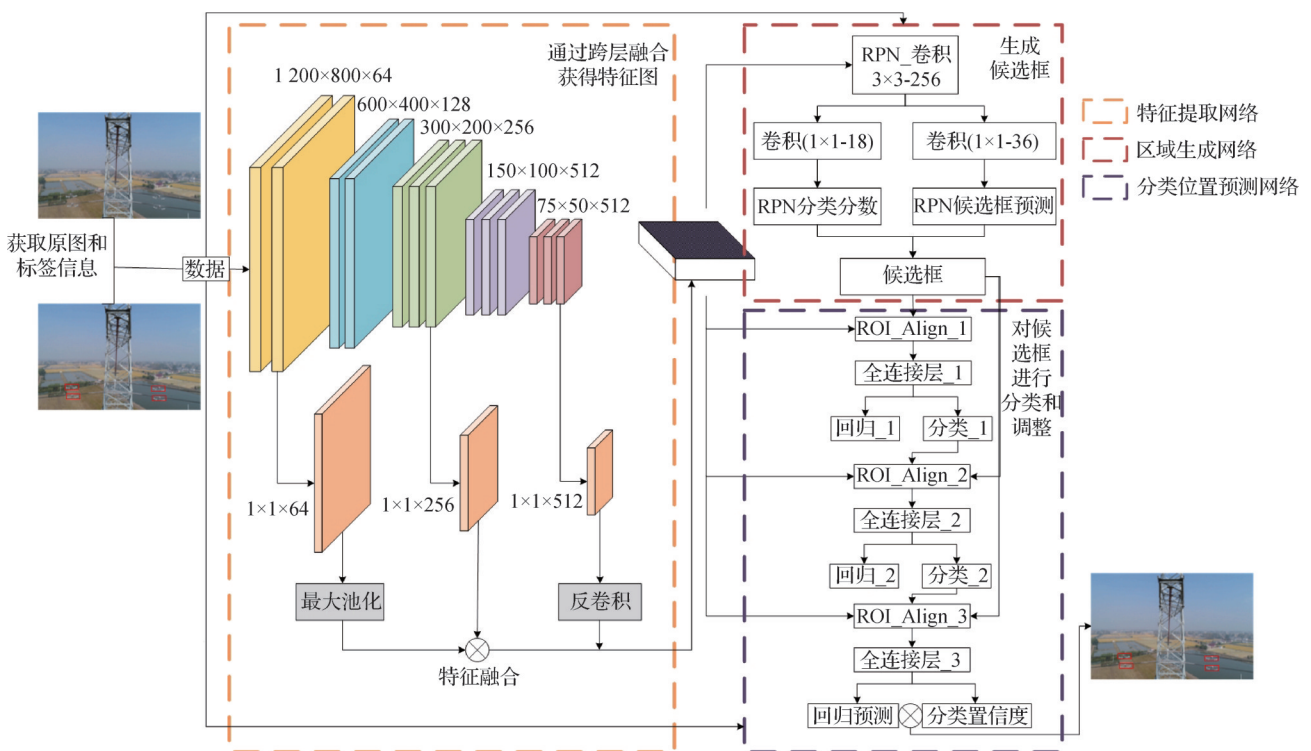 获取原图和
标签信息
数据
通过跨层融合
获得特征图
1 200×800×64
600×400×128
300×200×256
150×100×512
75×50×512
1×1×64
1×1×256
1×1×512
最大池化
反卷积
特征融合
生成
候选框
RPN_卷积
3×3-256
卷积(1×1-18)
卷积(1×1-36)
RPN分类分数
RPN候选框预测
候选框
对候
选框
进行
分类和
调整
ROI_Align_1
全连接层_1
回归_1
分类_1
ROI_Align_2
全连接层_2
回归_2
分类_2
ROI_Align_3
全连接层_3
回归预测
分类置信度
特征提取网络
区域生成网络
分类位置预测网络